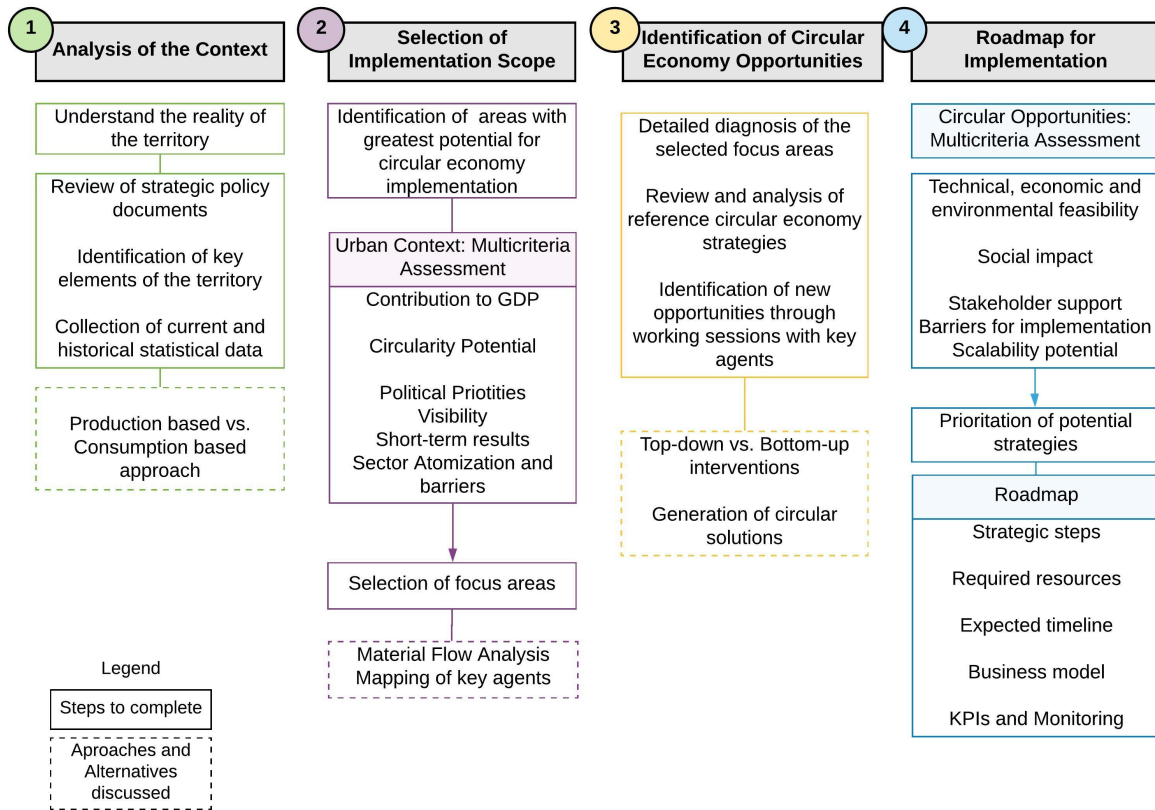 1
Analysis of the Context
Understand the reality of
the territory
Review of strategic policy
documents
Identification of key
elements of the territory
Collection of current and
historical statistical data
Production based vs.
Consumption based
approach
Legend
Steps to complete
Aproaches and
Alternatives
discussed
2
Selection of
Implementation Scope
Identification of areas with
greatest potential for
circular economy
implementation
Urban Context: Multicriteria
Assessment
Contribution to GDP
Circularity Potential
Political Priotities
Visibility
Short-term results
Sector Atomization and
barriers
Selection of focus areas
Material Flow Analysis
Mapping of key agents
3
Identification of Circular
Economy Opportunities
Detailed diagnosis of the
selected focus areas
Review and analysis of
reference circular economy
strategies
Identification of new
opportunities through
working sessions with key
agents
Top-down vs. Bottom-up
interventions
Generation of circular
solutions
4
Roadmap for
Implementation
Circular Opportunities:
Multicriteria Assessment
Technical, economic and
environmental feasibility
Social impact
Stakeholder support
Barriers for implementation
Scalability potential
Prioritation of potential
strategies
Roadmap
Strategic steps
Required resources
Expected timeline
Business model
KPIs and Monitoring